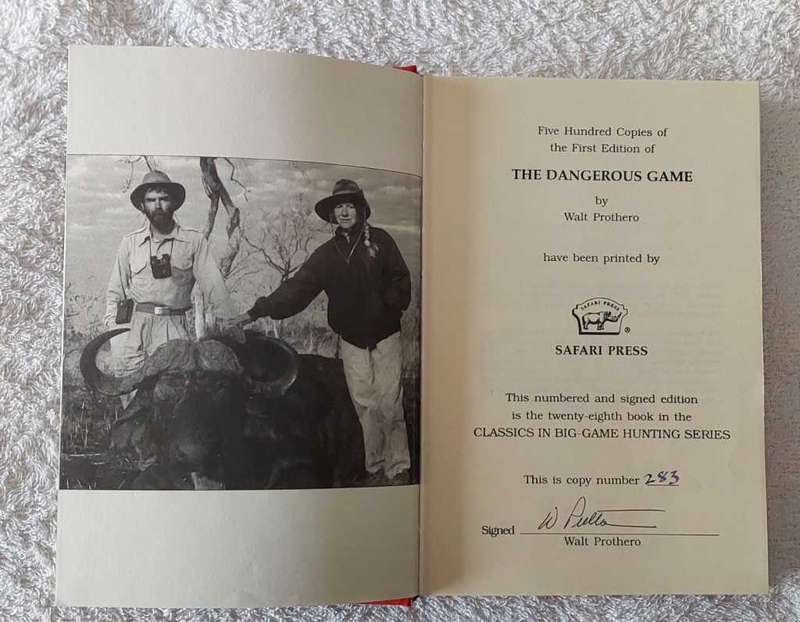 Five Hundred Copies of
the First Edition of
THE DANGEROUS GAME
by
Walt Prothero
have been printed by
SAFARI PRESS
®
SAFARI PRESS
This numbered and signed edition
is the twenty-eighth book in the
CLASSICS IN BIG-GAME HUNTING SERIES
This is copy number 283
Signed
Walt Prothero